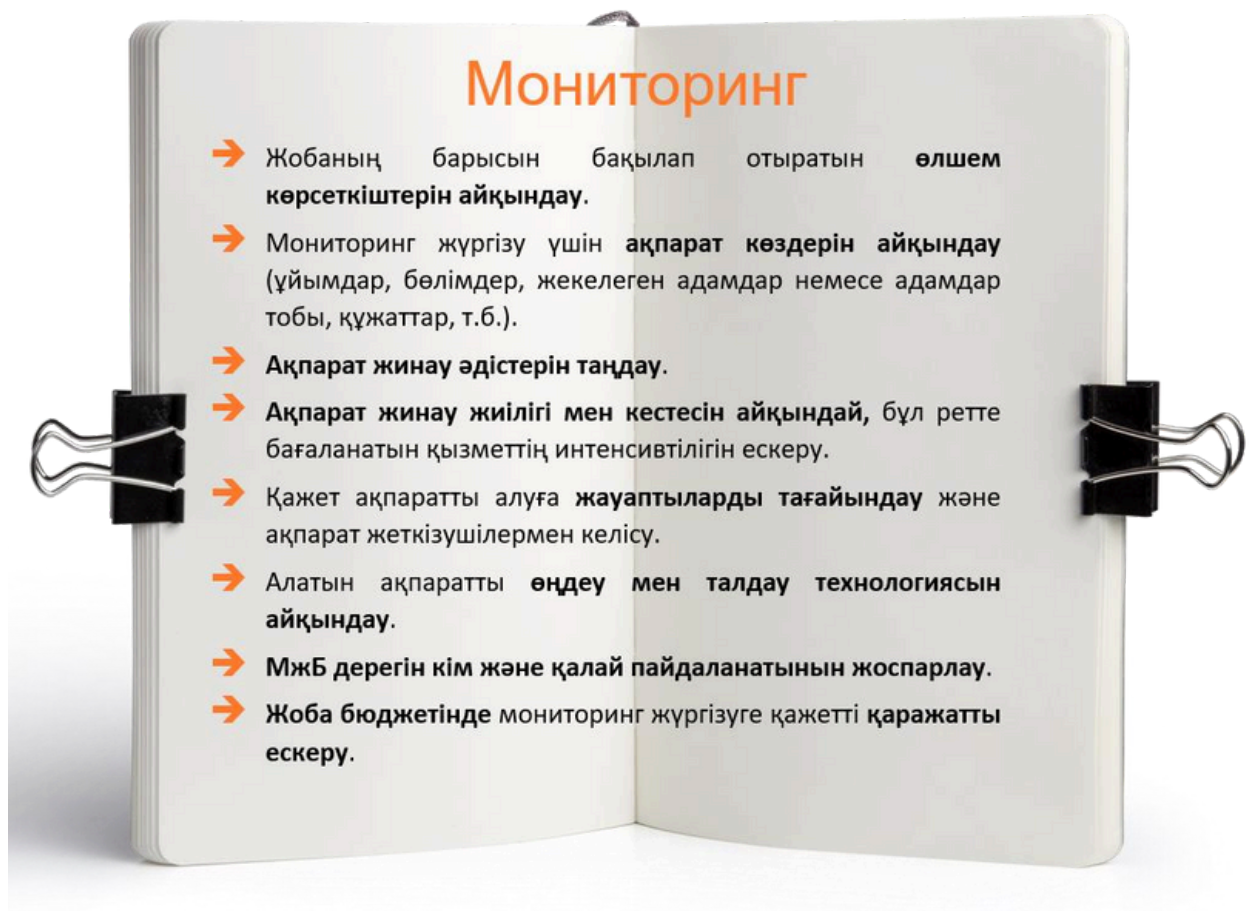 Мониторинг
Жобаның барысын бақылап отыратын өлшем
көрсеткіштерін айқындау.
Мониторинг жүргізу үшін ақпарат көздерін айқындау
(ұйымдар, бөлімдер, жекелеген адамдар немесе адамдар
тобы, құжаттар, т.б.).
Ақпарат жинау әдістерін таңдау.
Ақпарат жинау жиілігі мен кестесін айқындай, бұл ретте
бағаланатын қызметтің интенсивтілігін ескеру.
Қажет ақпаратты алуға жауаптыларды тағайындау және
ақпарат жеткізушілермен келісу.
Алатын ақпаратты өңдеу мен талдау технологиясын
айқындау.
МжБ дерегін кім және қалай пайдаланатынын жоспарлау.
Жоба бюджетінде мониторинг жүргізуге қажетті қаражатты
ескеру.